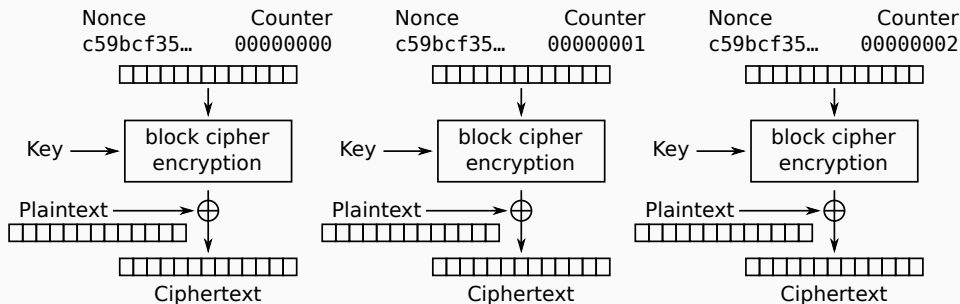 Nonce Counter Nonce Counter Nonce Counter
c59bcf35… 00000000 c59bcf35… 00000001 c59bcf35… 00000002
Key block cipher encryption Key block cipher encryption Key block cipher encryption
Plaintext Plaintext Plaintext
Ciphertext Ciphertext Ciphertext